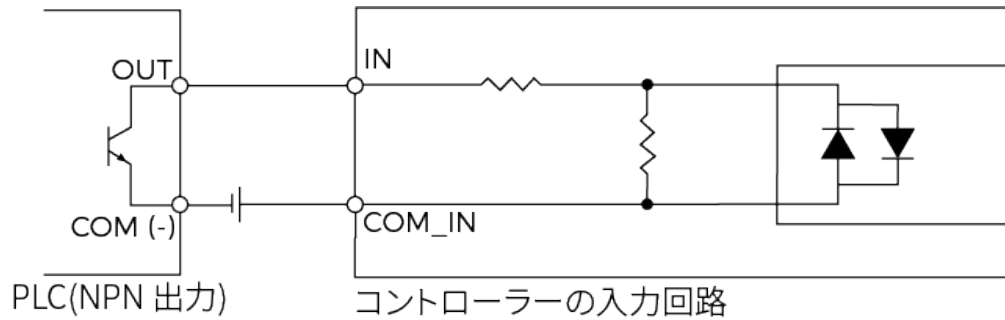 OUT
IN
COM (-)
COM_IN
PLC(NPN 出力)
コントローラーの入力回路